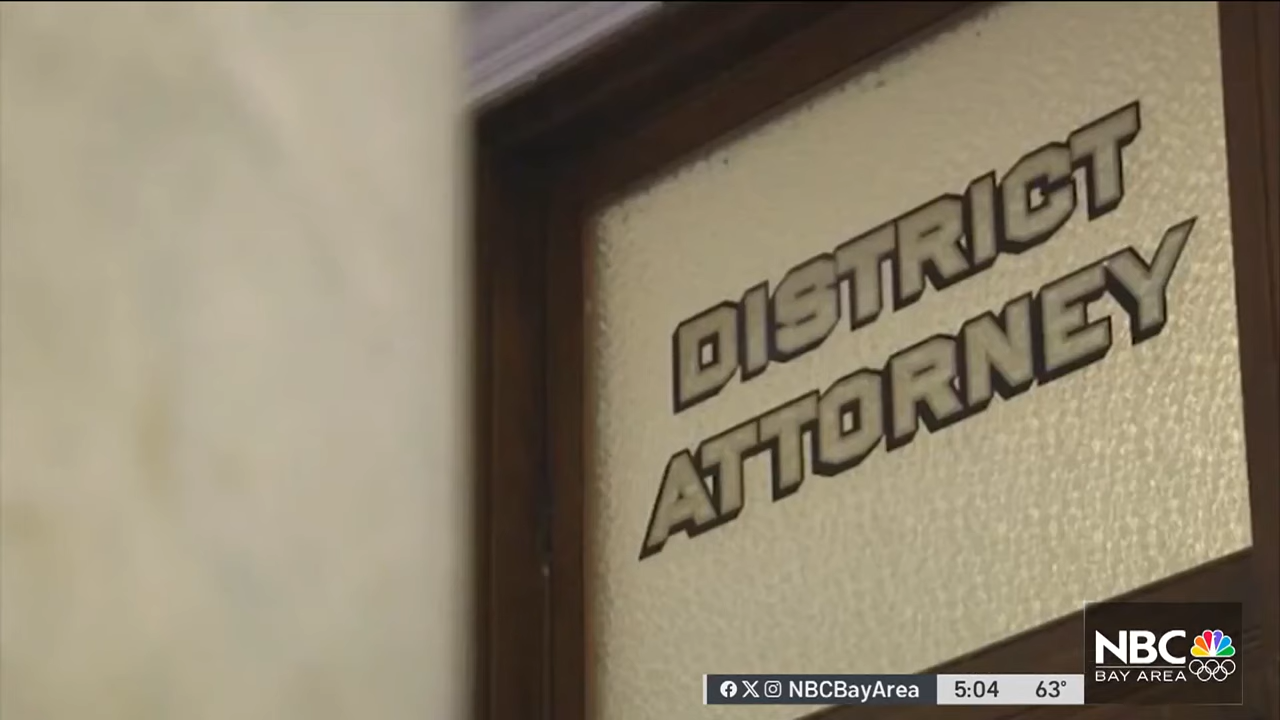 DISTRICT
ATTORNEY
NBC
BAY AREA
NBCBayArea 5:04 63°